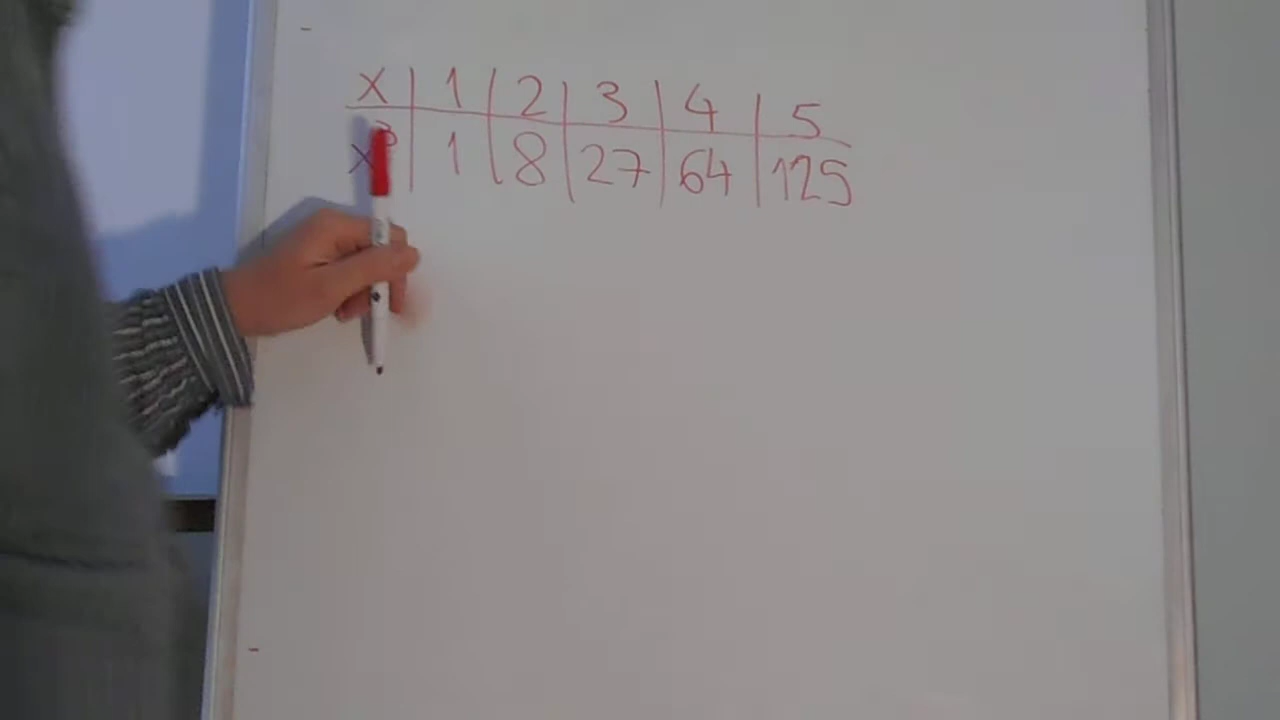 x | 1 | 2 | 3 | 4 | 5
x³ | 1 | 8 | 27 | 64 | 125